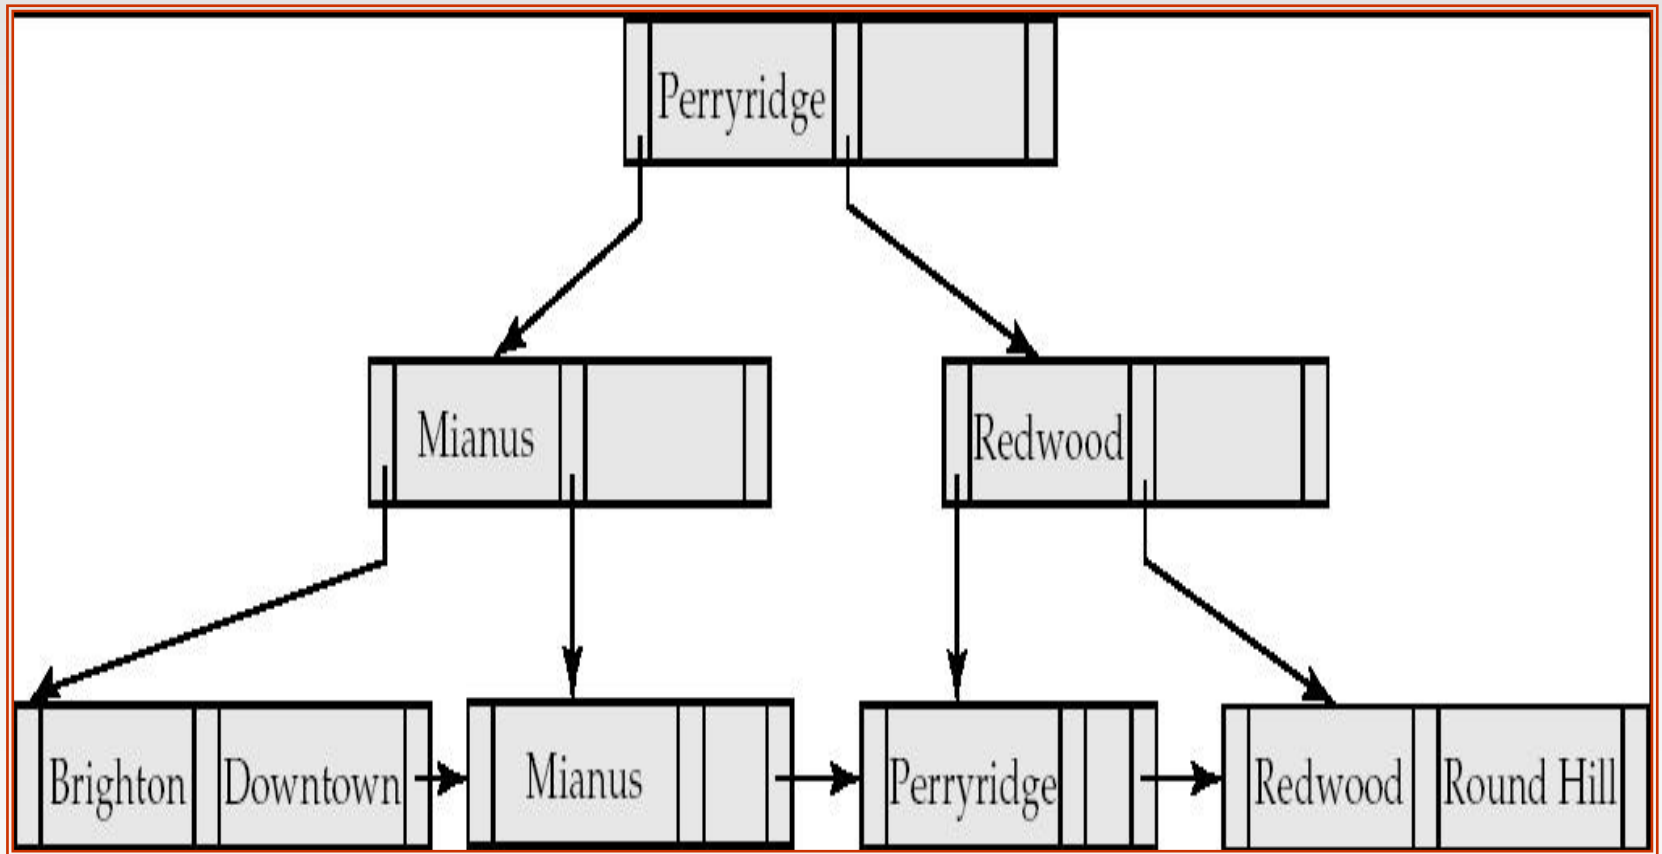 Perryridge
Mianus
Redwood
Brighton Downtown
Mianus
Perryridge
Redwood Round Hill